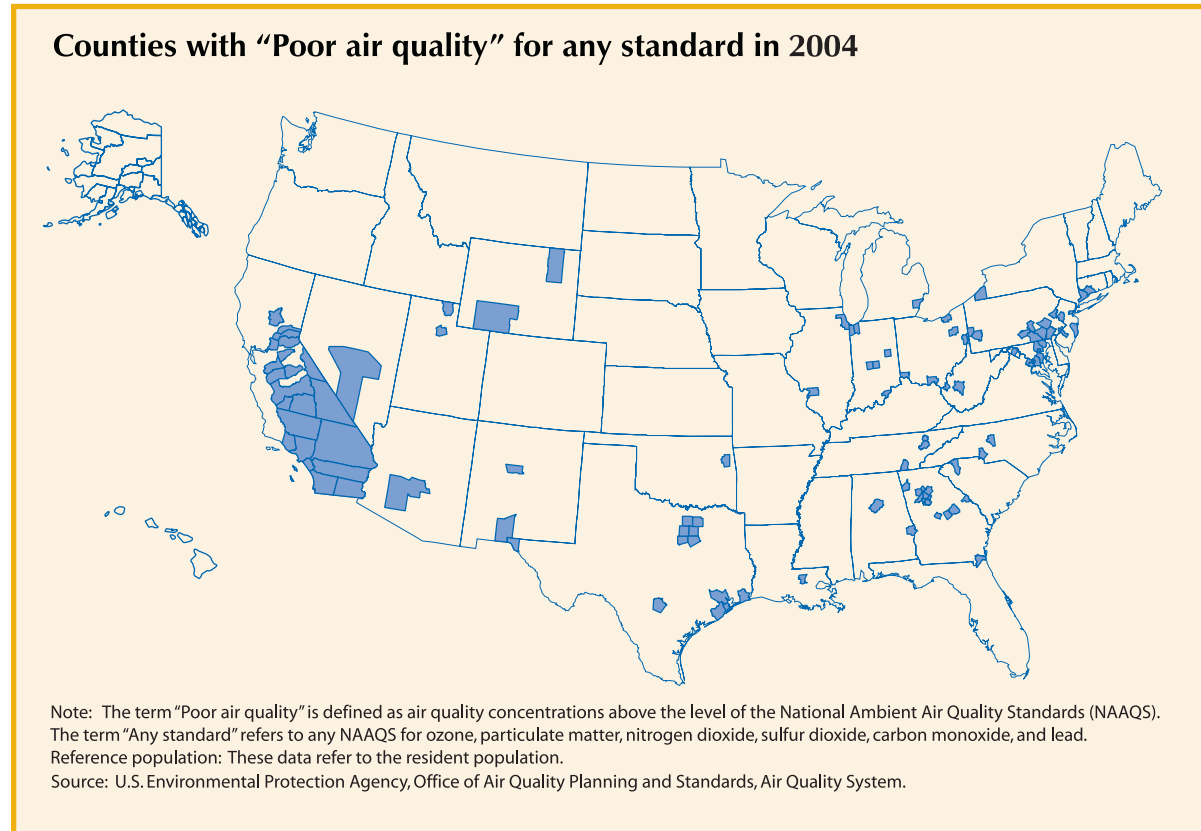 Counties with “Poor air quality” for any standard in 2004
Note: The term “Poor air quality” is defined as air quality concentrations above the level of the National Ambient Air Quality Standards (NAAQS).
The term “Any standard” refers to any NAAQS for ozone, particulate matter, nitrogen dioxide, sulfur dioxide, carbon monoxide, and lead.
Reference population: These data refer to the resident population.
Source: U.S. Environmental Protection Agency, Office of Air Quality Planning and Standards, Air Quality System.